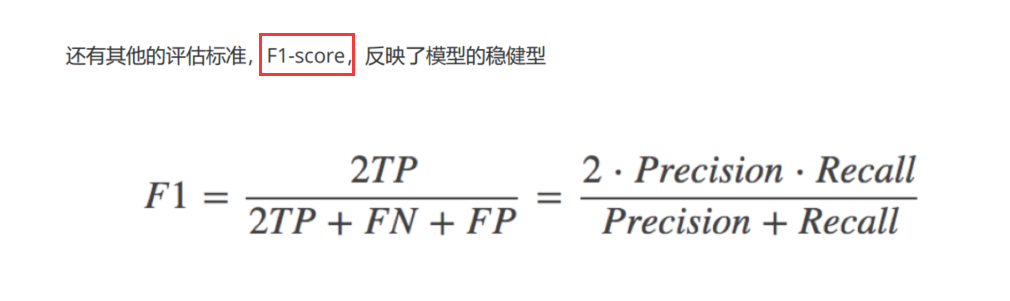 还有其他的评估标准，F1-score，反映了模型的稳健型
F1 = \frac{2TP}{2TP + FN + FP} = \frac{2 \cdot Precision \cdot Recall}{Precision + Recall}